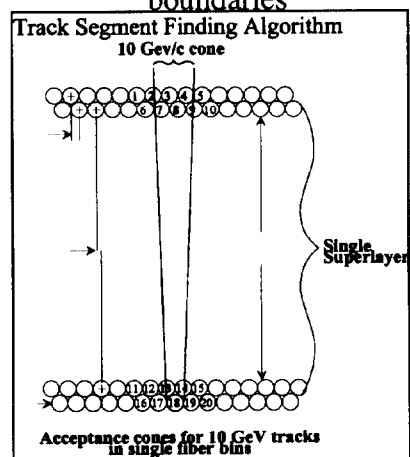 boundaries
Track Segment Finding Algorithm
10 Gev/c cone
+ 1 2 3 4 5
+ + 6 7 8 9 10
Single
Superlayer
+ 11 12 13 14 15
16 17 18 19 20
Acceptance cones for 10 GeV tracks
in single fiber bins